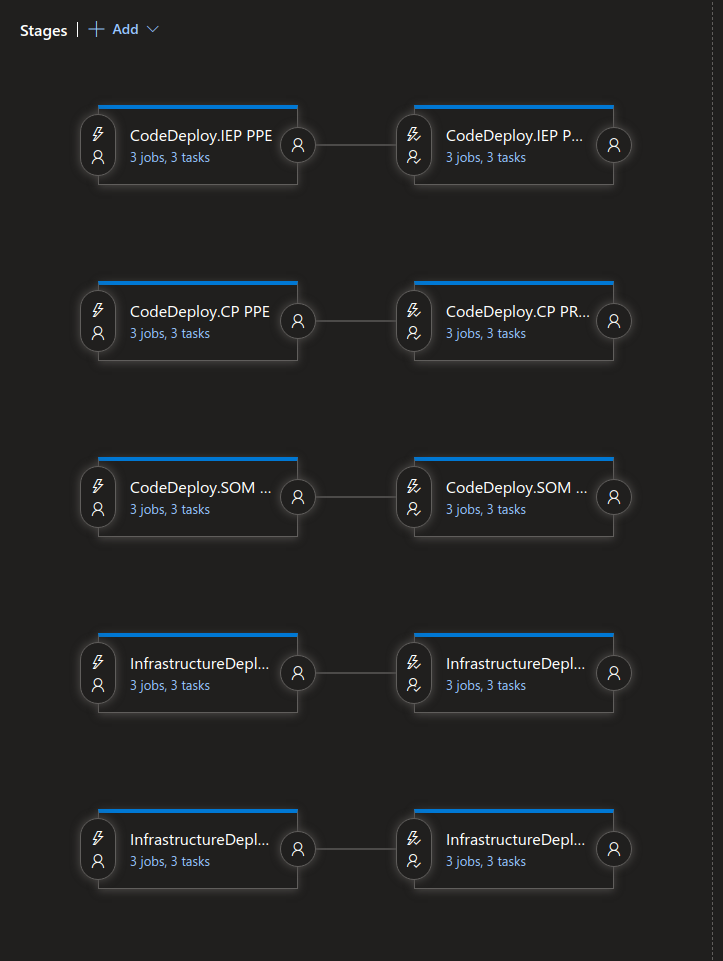 Stages | + Add
CodeDeploy.IEP PPE
3 jobs, 3 tasks
CodeDeploy.IEP P...
3 jobs, 3 tasks
CodeDeploy.CP PPE
3 jobs, 3 tasks
CodeDeploy.CP PR...
3 jobs, 3 tasks
CodeDeploy.SOM ...
3 jobs, 3 tasks
CodeDeploy.SOM ...
3 jobs, 3 tasks
InfrastructureDepl...
3 jobs, 3 tasks
InfrastructureDepl...
3 jobs, 3 tasks
InfrastructureDepl...
3 jobs, 3 tasks
InfrastructureDepl...
3 jobs, 3 tasks